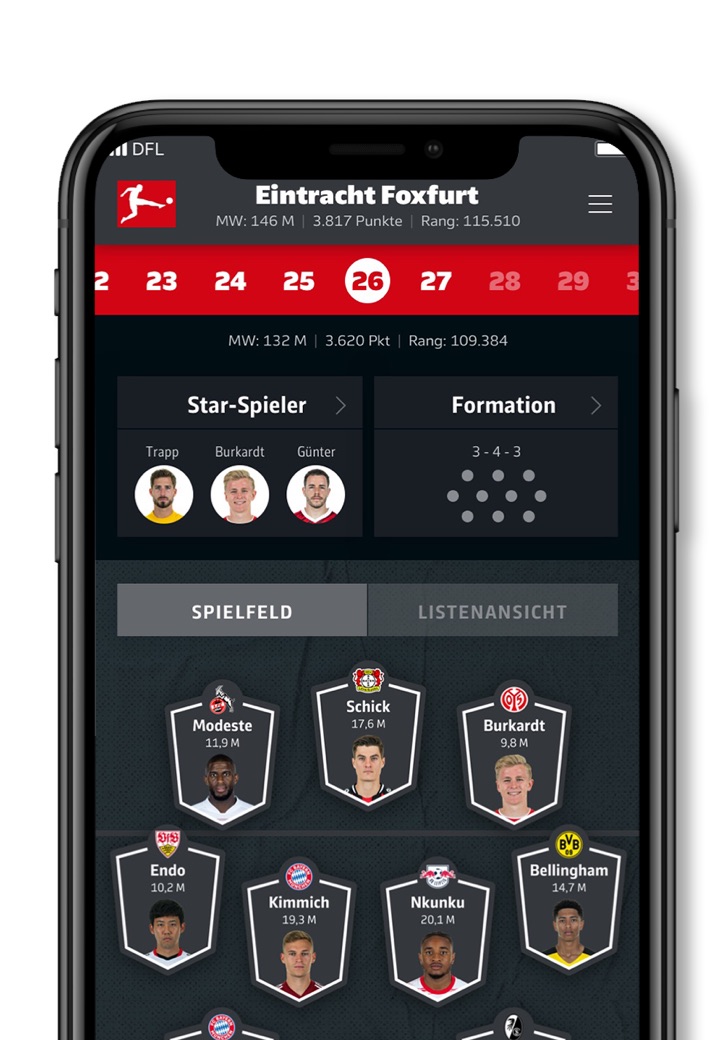 DFL
Eintracht Foxfurt
MW: 146 M | 3.817 Punkte | Rang: 115.510
2 23 24 25 26 27 28 29 3
MW: 132 M | 3.620 Pkt | Rang: 109.384
Star-Spieler
Formation
Trapp Burkardt Günter
3 - 4 - 3
SPIELFELD
LISTENANSICHT
Schick
17,6 M
Modeste
11,9 M
Burkardt
9,8 M
Endo
10,2 M
Bellingham
14,7 M
Kimmich
19,3 M
Nkunku
20,1 M